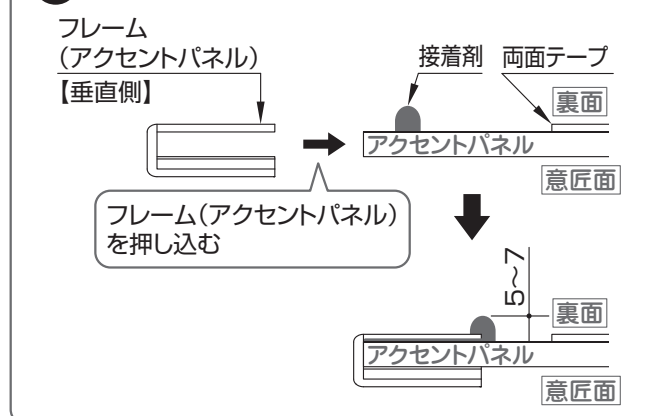 フレーム
（アクセントパネル）
【垂直側】
接着剤
両面テープ
裏面
アクセントパネル
意匠面
フレーム（アクセントパネル）
を押し込む
5〜7
裏面
アクセントパネル
意匠面